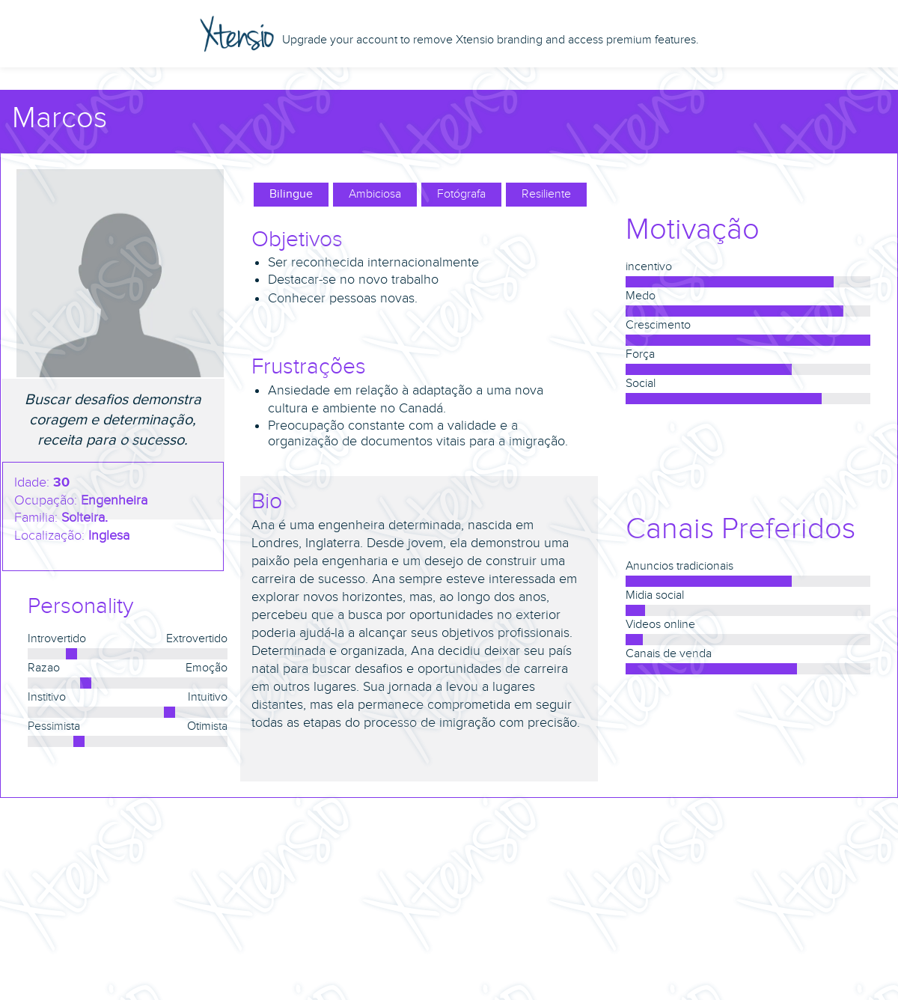 Xtensio Upgrade your account to remove Xtensio branding and access premium features.
Marcos
Buscar desafios demonstra
coragem e determinação,
receita para o sucesso.
Idade: 30
Ocupação: Engenheira
Familia: Solteira.
Localização: Inglesa
Personality
Introvertido Extrovertido
Razao Emoção
Institivo Intuitivo
Pessimista Otimista
Bilingue Ambiciosa Fotógrafa Resiliente
Objetivos
Ser reconhecida internacionalmente
Destacar-se no novo trabalho
Conhecer pessoas novas.
Frustrações
Ansiedade em relação à adaptação a uma nova
cultura e ambiente no Canadá.
Preocupação constante com a validade e a
organização de documentos vitais para a imigração.
Bio
Ana é uma engenheira determinada, nascida em
Londres, Inglaterra. Desde jovem, ela demonstrou uma
paixão pela engenharia e um desejo de construir uma
carreira de sucesso. Ana sempre esteve interessada em
explorar novos horizontes, mas, ao longo dos anos,
percebeu que a busca por oportunidades no exterior
poderia ajudá-la a alcançar seus objetivos profissionais.
Determinada e organizada, Ana decidiu deixar seu país
natal para buscar desafios e oportunidades de carreira
em outros lugares. Sua jornada a levou a lugares
distantes, mas ela permanece comprometida em seguir
todas as etapas do processo de imigração com precisão.
Motivação
incentivo
Medo
Crescimento
Força
Social
Canais Preferidos
Anuncios tradicionais
Midia social
Videos online
Canais de venda